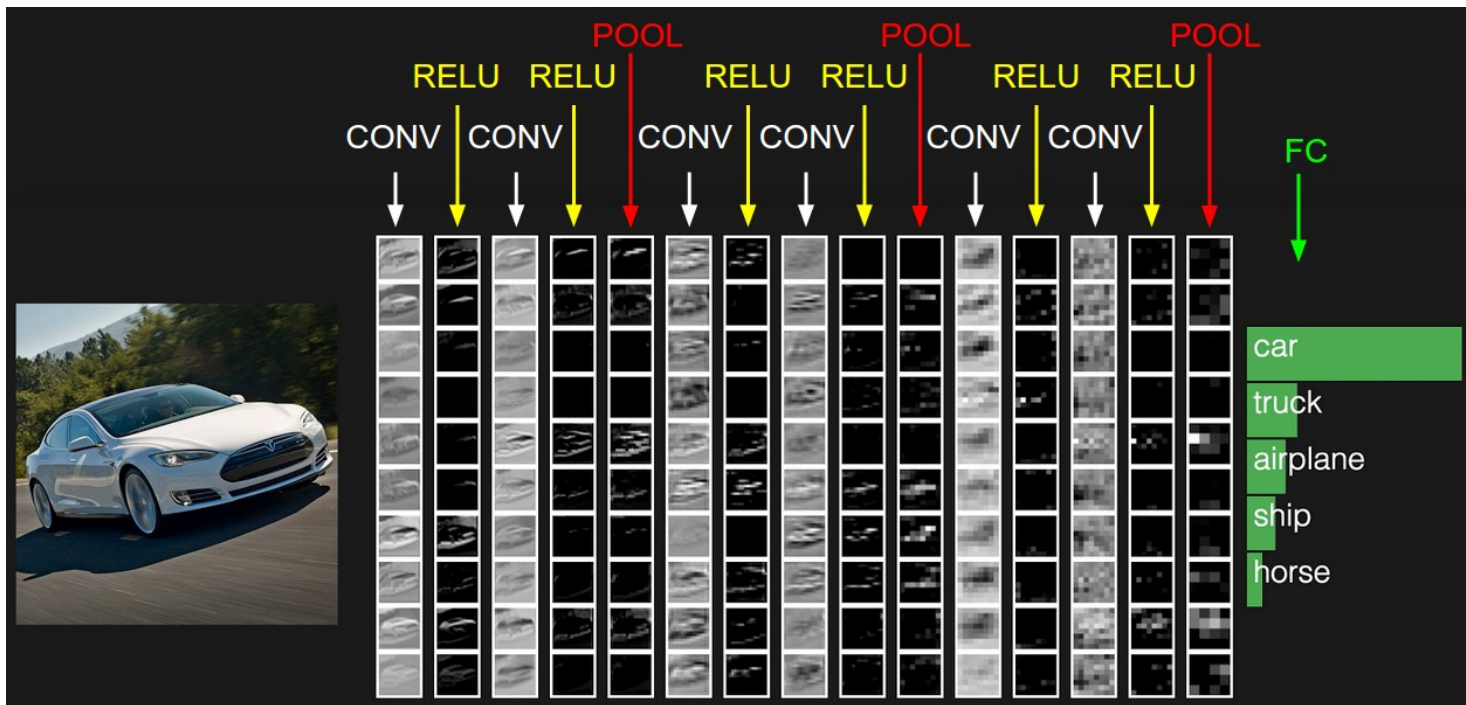 POOL POOL POOL
RELU RELU RELU RELU RELU RELU
CONV CONV CONV CONV CONV CONV
FC
car
truck
airplane
ship
horse